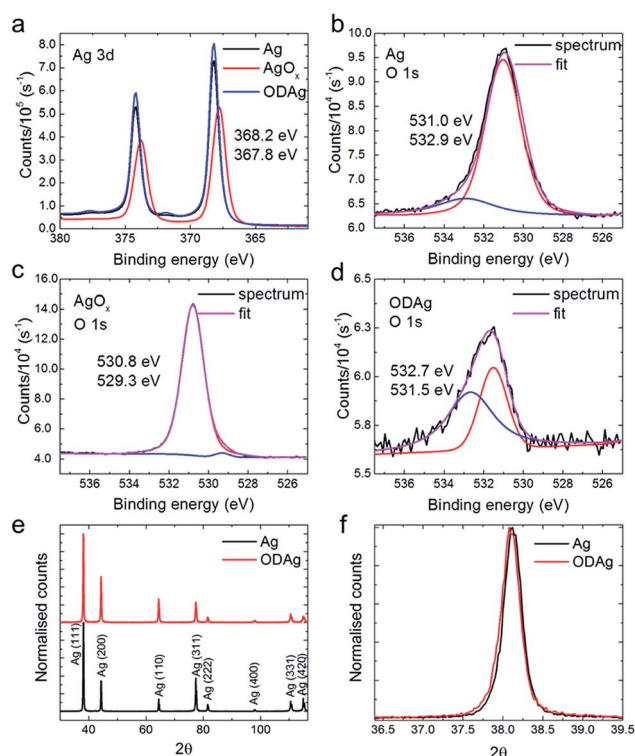 a
Ag 3d
Ag
AgOx
ODAg
368.2 eV
367.8 eV
Counts/10⁵ (s⁻¹)
8.0
7.0
6.0
5.0
4.0
3.0
2.0
1.0
0.0
380
375
370
365
Binding energy (eV)
b
Ag
O 1s
spectrum
fit
531.0 eV
532.9 eV
Counts/10⁴ (s⁻¹)
10.0
9.5
9.0
8.5
8.0
7.5
7.0
6.5
6.0
536
534
532
530
528
526
Binding energy (eV)
c
AgOx
O 1s
spectrum
fit
530.8 eV
529.3 eV
Counts/10⁴ (s⁻¹)
16.0
14.0
12.0
10.0
8.0
6.0
4.0
536
534
532
530
528
526
Binding energy (eV)
d
ODAg
O 1s
spectrum
fit
532.7 eV
531.5 eV
Counts/10⁴ (s⁻¹)
6.5
6.3
6.0
5.8
5.5
536
534
532
530
528
526
Binding energy (eV)
e
Ag
ODAg
Normalised counts
Ag (111)
Ag (200)
Ag (110)
Ag (311)
Ag (222)
Ag (400)
Ag (331)
Ag (420)
40
60
80
100
2θ
f
Ag
ODAg
Normalised counts
36.5
37.0
37.5
38.0
38.5
39.0
39.5
2θ